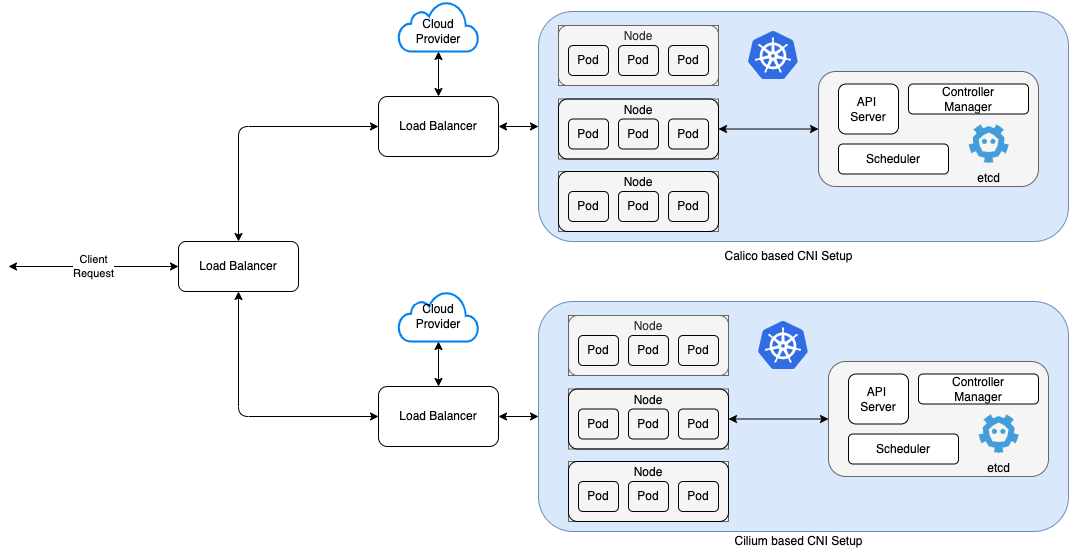 Cloud
Provider
Load Balancer
Node
Pod Pod Pod
Node
Pod Pod Pod
Node
Pod Pod Pod
API
Server
Controller
Manager
Scheduler
etcd
Calico based CNI Setup
Client
Request
Load Balancer
Cloud
Provider
Load Balancer
Node
Pod Pod Pod
Node
Pod Pod Pod
Node
Pod Pod Pod
API
Server
Controller
Manager
Scheduler
etcd
Cilium based CNI Setup